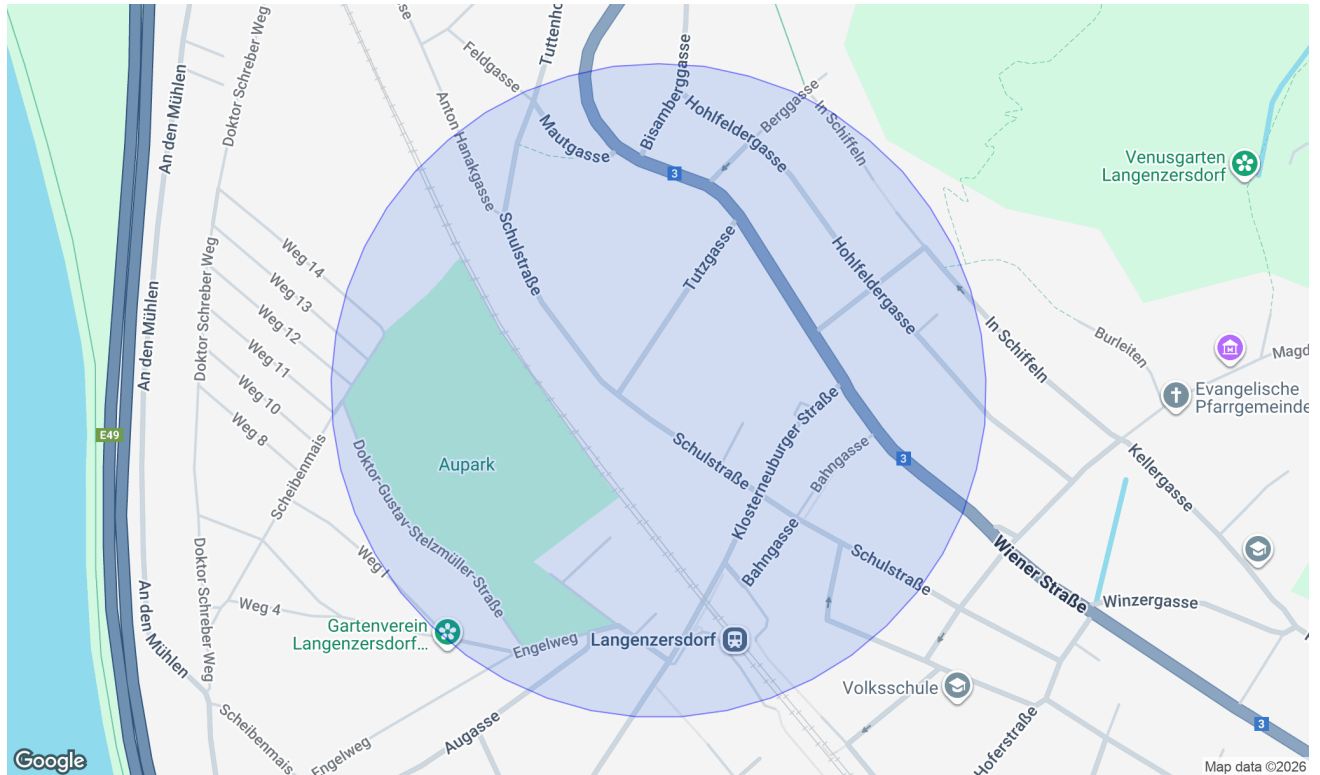 Doktor Schreber Weg
An den Mühlen
Feldgasse
Tuttenho
Bisamberggasse
Mautgasse
Anton Hanakgasse
Hohlfeldergasse
Berggasse
In Schiffeln
3
Venusgarten
Langenzersdorf
Weg 14
Weg 13
Weg 12
Weg 11
Weg 10
Weg 8
Doktor Schreber Weg
An den Mühlen
Schulstraße
Tutzgasse
Hohlfeldergasse
In Schiffeln
Burleiten
Magd
Evangelische
Pfarrgemeinde
E49
Scheibenmais
Aupark
Doktor-Gustav-Stelzmüller-Straße
Schulstraße
Klosterneuburger Straße
Bahngasse
3
Kellergasse
Weg 1
Weg 4
Doktor Schreber Weg
An den Mühlen
Bahngasse
Schulstraße
Wiener Straße
Winzergasse
Gartenverein
Langenzersdorf...
Engelweg
Langenzersdorf
Volksschule
Scheibenmais
Engelweg
Augasse
Hoferstraße
3
Google
Map data ©2026